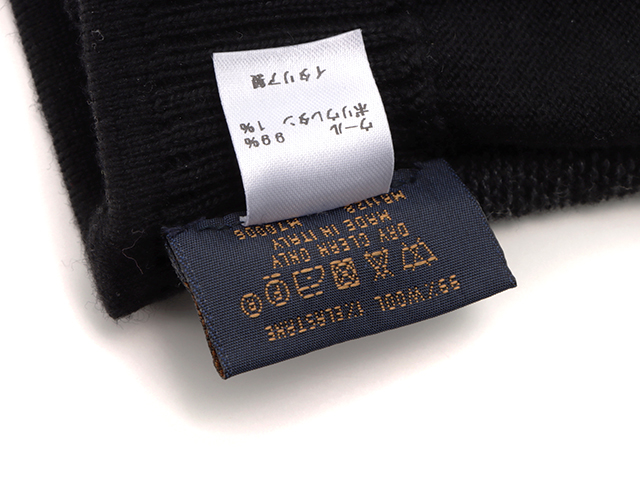 ウール 99%
ポリウレタン 1%
イタリア製
99%WOOL 1%ELASTANE
DRY CLEAN ONLY
MADE IN ITALY